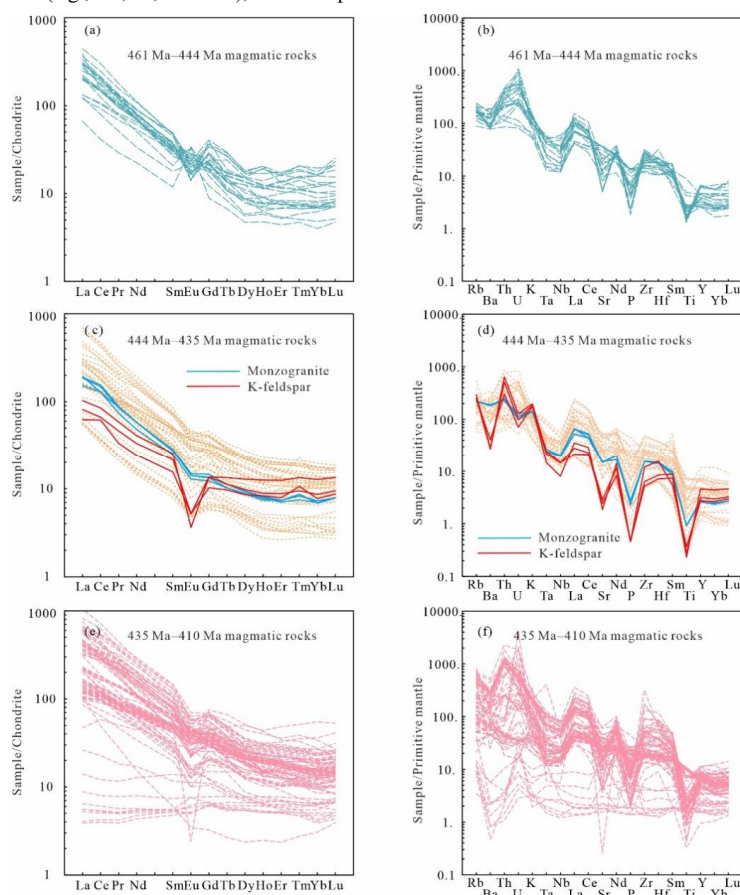 (a)
461 Ma–444 Ma magmatic rocks
Sample/Chondrite
1000
100
10
1
La Ce Pr Nd SmEu GdTb DyHoEr TmYb Lu
(b)
461 Ma–444 Ma magmatic rocks
Sample/Primitive mantle
10000
1000.
100.
10.
1.
0.1
Rb Ba Th U K Ta Nb La Ce Sr Nd P Zr Hf Sm Ti Y Yb Lu
(c)
444 Ma–435 Ma magmatic rocks
Monzogranite
K-feldspar
Sample/Chondrite
1000
100
10
1
La Ce Pr Nd SmEu GdTb DyHoEr TmYb Lu
(d)
444 Ma–435 Ma magmatic rocks
Monzogranite
K-feldspar
Sample/Primitive mantle
10000
1000.
100.
10.
1.
0.1
Rb Ba Th U K Ta Nb La Ce Sr Nd P Zr Hf Sm Ti Y Yb Lu
(e)
435 Ma–410 Ma magmatic rocks
Sample/Chondrite
1000
100
10
1
La Ce Pr Nd SmEu GdTb DyHoEr TmYb Lu
(f)
435 Ma–410 Ma magmatic rocks
Sample/Primitive mantle
10000
1000.
100.
10.
1.
0.1
Rb Ba Th U K Ta Nb La Ce Sr Nd P Zr Hf Sm Ti Y Yb Lu